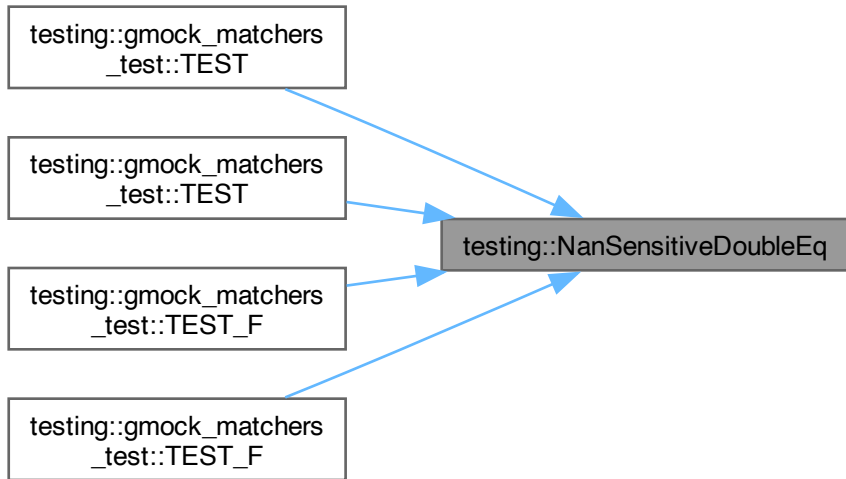 testing::gmock_matchers
_test::TEST
testing::gmock_matchers
_test::TEST
testing::NanSensitiveDoubleEq
testing::gmock_matchers
_test::TEST_F
testing::gmock_matchers
_test::TEST_F